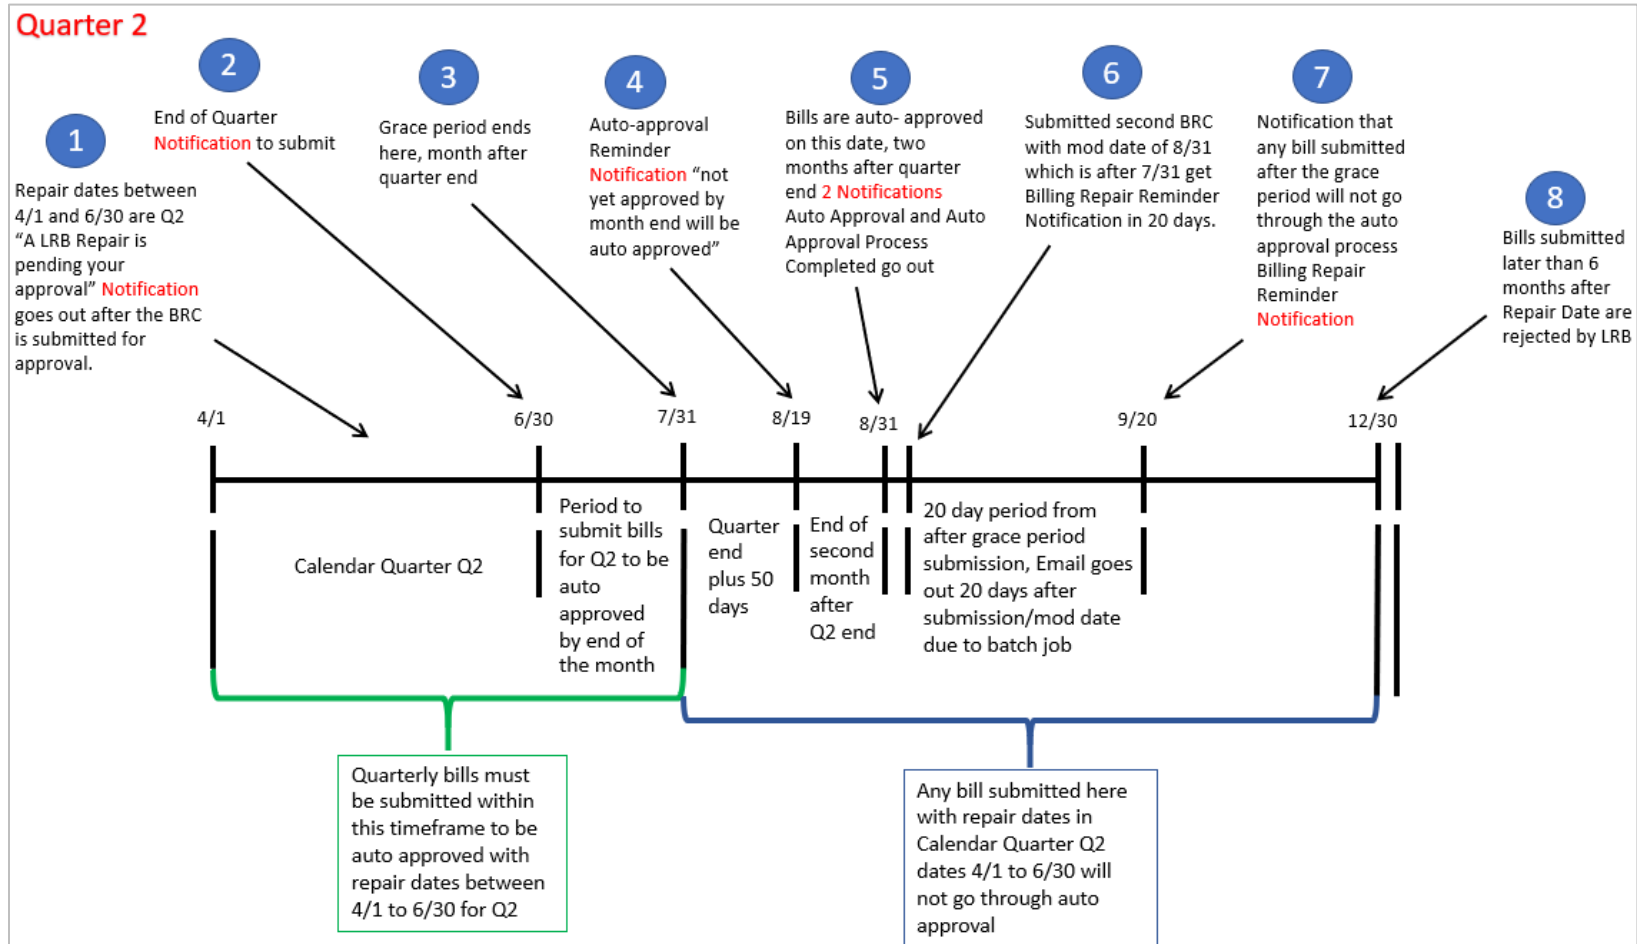 Quarter 2
1
Repair dates between
4/1 and 6/30 are Q2
“A LRB Repair is
pending your
approval” Notification
goes out after the BRC
is submitted for
approval.
2
End of Quarter
Notification to submit
3
Grace period ends
here, month after
quarter end
4
Auto-approval
Reminder
Notification “not
yet approved by
month end will be
auto approved”
5
Bills are auto- approved
on this date, two
months after quarter
end 2 Notifications
Auto Approval and Auto
Approval Process
Completed go out
6
Submitted second BRC
with mod date of 8/31
which is after 7/31 get
Billing Repair Reminder
Notification in 20 days.
7
Notification that
any bill submitted
after the grace
period will not go
through the auto
approval process
Billing Repair
Reminder
Notification
8
Bills submitted
later than 6
months after
Repair Date are
rejected by LRB
4/1
6/30
7/31
8/19
8/31
9/20
12/30
Calendar Quarter Q2
Period to
submit bills
for Q2 to be
auto
approved
by end of
the month
Quarter
end
plus 50
days
End of
second
month
after
Q2 end
20 day period from
after grace period
submission, Email goes
out 20 days after
submission/mod date
due to batch job
Quarterly bills must
be submitted within
this timeframe to be
auto approved with
repair dates between
4/1 to 6/30 for Q2
Any bill submitted here
with repair dates in
Calendar Quarter Q2
dates 4/1 to 6/30 will
not go through auto
approval